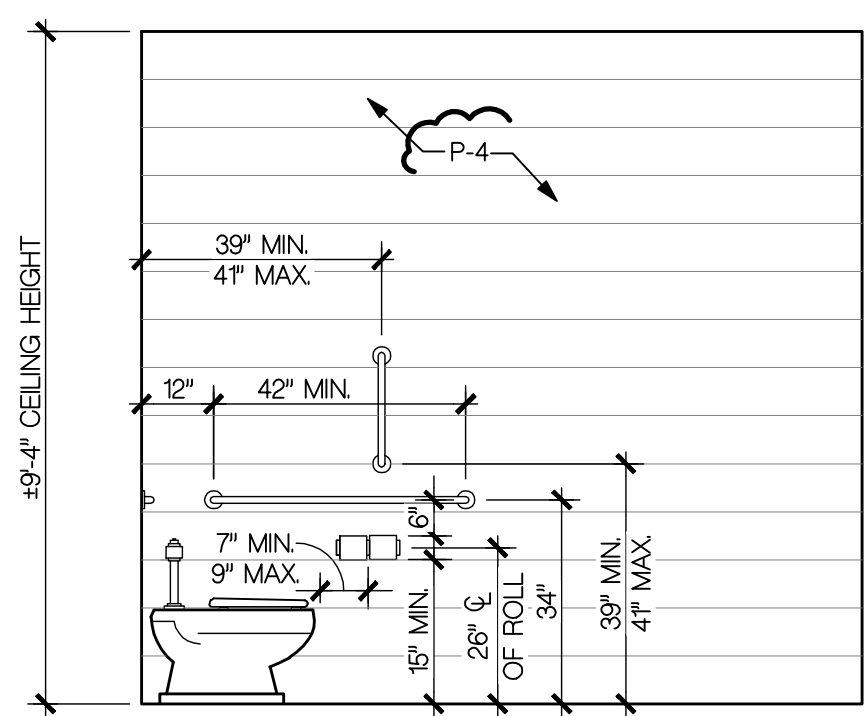 P-4
39" MIN.
41" MAX.
±9'-4" CEILING HEIGHT
12"
42" MIN.
6"
7" MIN.
9" MAX.
15" MIN.
26" ℄
OF ROLL
34"
39" MIN.
41" MAX.